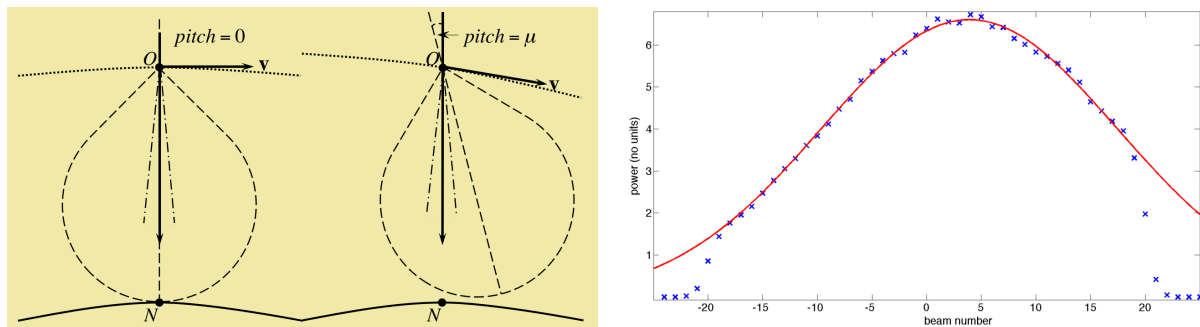 pitch = 0
O
v
N
pitch = μ
O
v
N
power (no units)
6
5
4
3
2
1
-20 -15 -10 -5 0 5 10 15 20
beam number